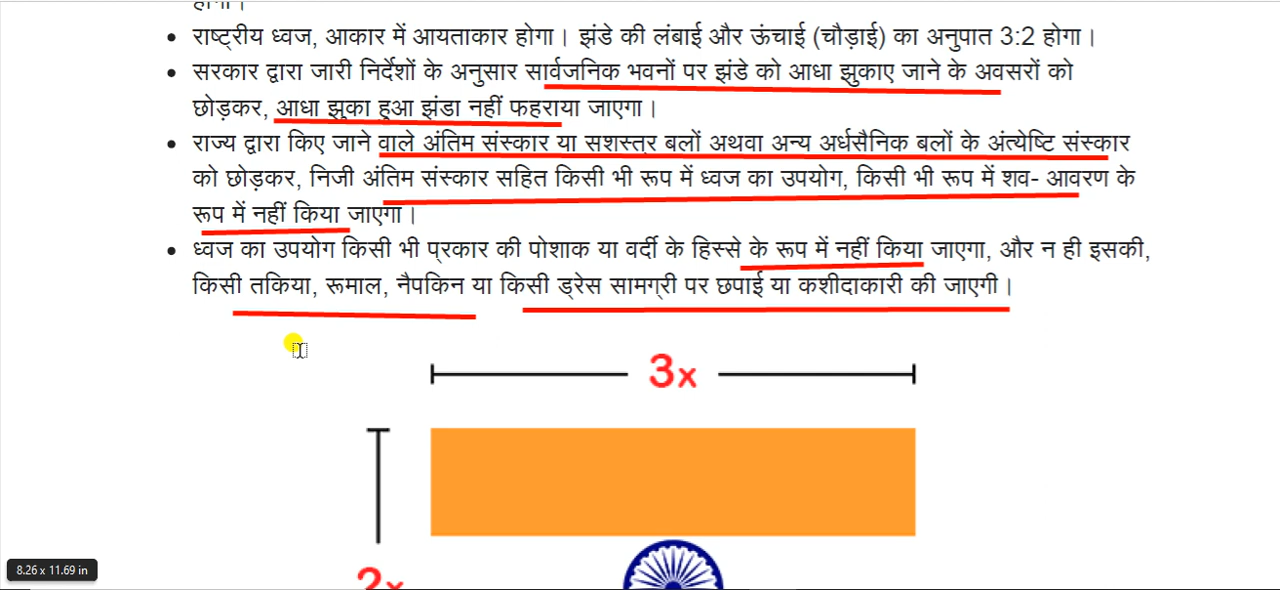 होगा।
• राष्ट्रीय ध्वज, आकार में आयताकार होगा। झंडे की लंबाई और ऊंचाई (चौड़ाई) का अनुपात 3:2 होगा।
• सरकार द्वारा जारी निर्देशों के अनुसार सार्वजनिक भवनों पर झंडे को आधा झुकाए जाने के अवसरों को
छोड़कर, आधा झुका हुआ झंडा नहीं फहराया जाएगा।
• राज्य द्वारा किए जाने वाले अंतिम संस्कार या सशस्त्र बलों अथवा अन्य अर्धसैनिक बलों के अंत्येष्टि संस्कार
को छोड़कर, निजी अंतिम संस्कार सहित किसी भी रूप में ध्वज का उपयोग, किसी भी रूप में शव- आवरण के
रूप में नहीं किया जाएगा।
• ध्वज का उपयोग किसी भी प्रकार की पोशाक या वर्दी के हिस्से के रूप में नहीं किया जाएगा, और न ही इसकी,
किसी तकिया, रूमाल, नैपकिन या किसी ड्रेस सामग्री पर छपाई या कशीदाकारी की जाएगी।
3x
2x
8.26 x 11.69 in